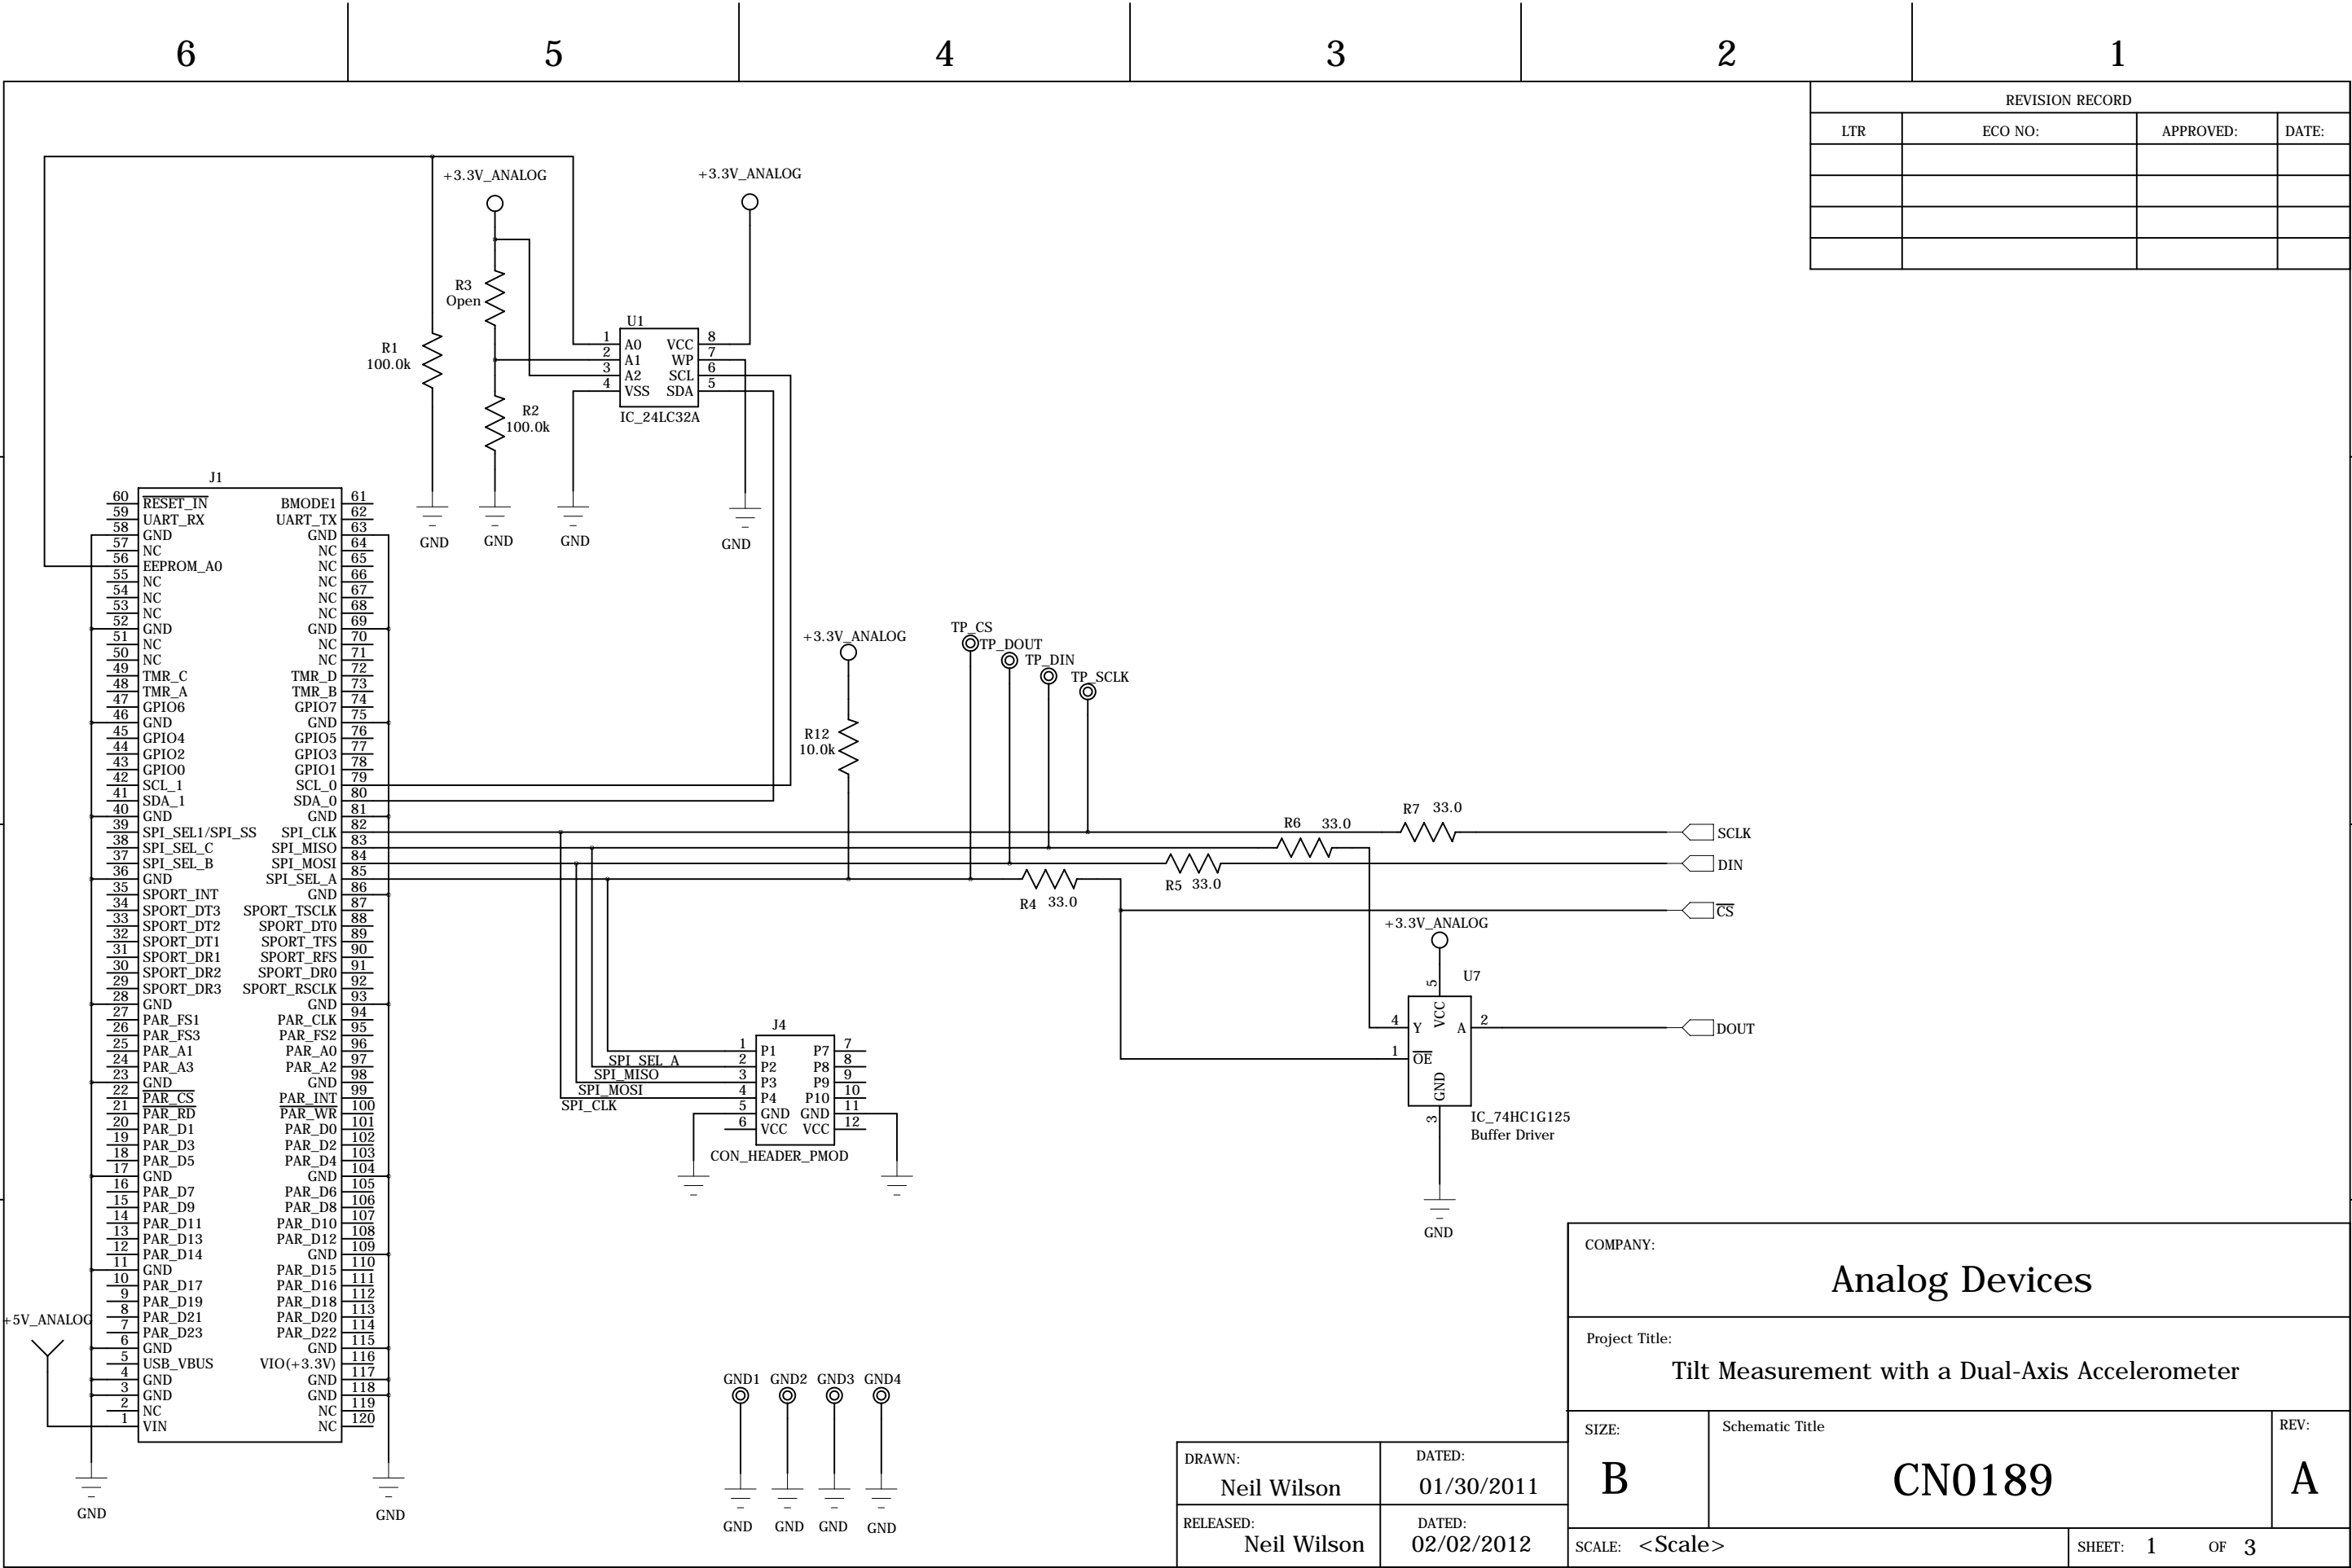 6 5 4 3 2 1
REVISION RECORD
LTR ECO NO: APPROVED: DATE:
+3.3V_ANALOG
+3.3V_ANALOG
R3
Open
R1
100.0k
R2
100.0k
U1
1 A0 VCC 8
2 A1 WP 7
3 A2 SCL 6
4 VSS SDA 5
IC_24LC32A
GND GND GND GND
J1
60 RESET_IN BMODE1 61
59 UART_RX UART_TX 62
58 GND GND 63
57 NC NC 64
56 EEPROM_A0 NC 65
55 NC NC 66
54 NC NC 67
53 NC NC 68
52 GND GND 69
51 NC NC 70
50 NC NC 71
49 TMR_C TMR_D 72
48 TMR_A TMR_B 73
47 GPIO6 GPIO7 74
46 GND GND 75
45 GPIO4 GPIO5 76
44 GPIO2 GPIO3 77
43 GPIO0 GPIO1 78
42 SCL_1 SCL_0 79
41 SDA_1 SDA_0 80
40 GND GND 81
39 SPI_SEL1/SPI_SS SPI_CLK 82
38 SPI_SEL_C SPI_MISO 83
37 SPI_SEL_B SPI_MOSI 84
36 GND SPI_SEL_A 85
35 SPORT_INT GND 86
34 SPORT_DT3 SPORT_TSCLK 87
33 SPORT_DT2 SPORT_DT0 88
32 SPORT_DT1 SPORT_TFS 89
31 SPORT_DR1 SPORT_RFS 90
30 SPORT_DR2 SPORT_DR0 91
29 SPORT_DR3 SPORT_RSCLK 92
28 GND GND 93
27 PAR_FS1 PAR_CLK 94
26 PAR_FS3 PAR_FS2 95
25 PAR_A1 PAR_A0 96
24 PAR_A3 PAR_A2 97
23 GND GND 98
22 PAR_CS PAR_INT 99
21 PAR_RD PAR_WR 100
20 PAR_D1 PAR_D0 101
19 PAR_D3 PAR_D2 102
18 PAR_D5 PAR_D4 103
17 GND GND 104
16 PAR_D7 PAR_D6 105
15 PAR_D9 PAR_D8 106
14 PAR_D11 PAR_D10 107
13 PAR_D13 PAR_D12 108
12 PAR_D14 GND 109
11 GND PAR_D15 110
10 PAR_D17 PAR_D16 111
9 PAR_D19 PAR_D18 112
8 PAR_D21 PAR_D20 113
7 PAR_D23 PAR_D22 114
6 GND GND 115
5 USB_VBUS VIO(+3.3V) 116
4 GND GND 117
3 GND GND 118
2 NC NC 119
1 VIN NC 120
+5V_ANALOG
GND GND
+3.3V_ANALOG
R12
10.0k
TP_CS
TP_DOUT
TP_DIN
TP_SCLK
R7 33.0
R6 33.0
R5 33.0
R4 33.0
SCLK
DIN
CS
+3.3V_ANALOG
U7
5 VCC
4 Y A 2
1 OE
GND 3
DOUT
IC_74HC1G125
Buffer Driver
GND
J4
1 P1 P7 7
2 P2 P8 8
3 P3 P9 9
4 P4 P10 10
5 GND GND 11
6 VCC VCC 12
SPI_SEL_A
SPI_MISO
SPI_MOSI
SPI_CLK
CON_HEADER_PMOD
GND1 GND2 GND3 GND4
GND GND GND GND
COMPANY:
Analog Devices
Project Title:
Tilt Measurement with a Dual-Axis Accelerometer
SIZE: Schematic Title REV:
B CN0189 A
DRAWN: DATED:
Neil Wilson 01/30/2011
RELEASED: DATED:
Neil Wilson 02/02/2012
SCALE: <Scale> SHEET: 1 OF 3